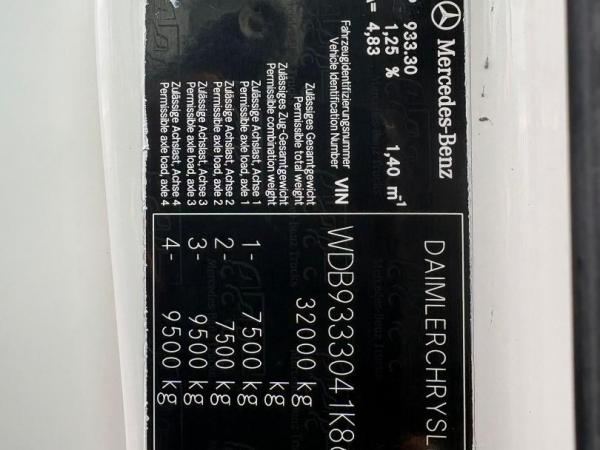 Mercedes-Benz
DAIMLERCHRYSL
933.30
1,25 %
1,40 m-1
= 4,83
Fahrzeugidentifizierungsnummer
Vehicle Identification Number
VIN
WDB9333041K86
Zulässiges Gesamtgewicht
Permissible total weight
32000 kg
Zulässiges Zug-Gesamtgewicht
Permissible combination weight
kg
Zulässige Achslast, Achse 1
Permissible axle load, axle 1
1- 7500 kg
Zulässige Achslast, Achse 2
Permissible axle load, axle 2
2- 7500 kg
Zulässige Achslast, Achse 3
Permissible axle load, axle 3
3- 9500 kg
Zulässige Achslast, Achse 4
Permissible axle load, axle 4
4- 9500 kg